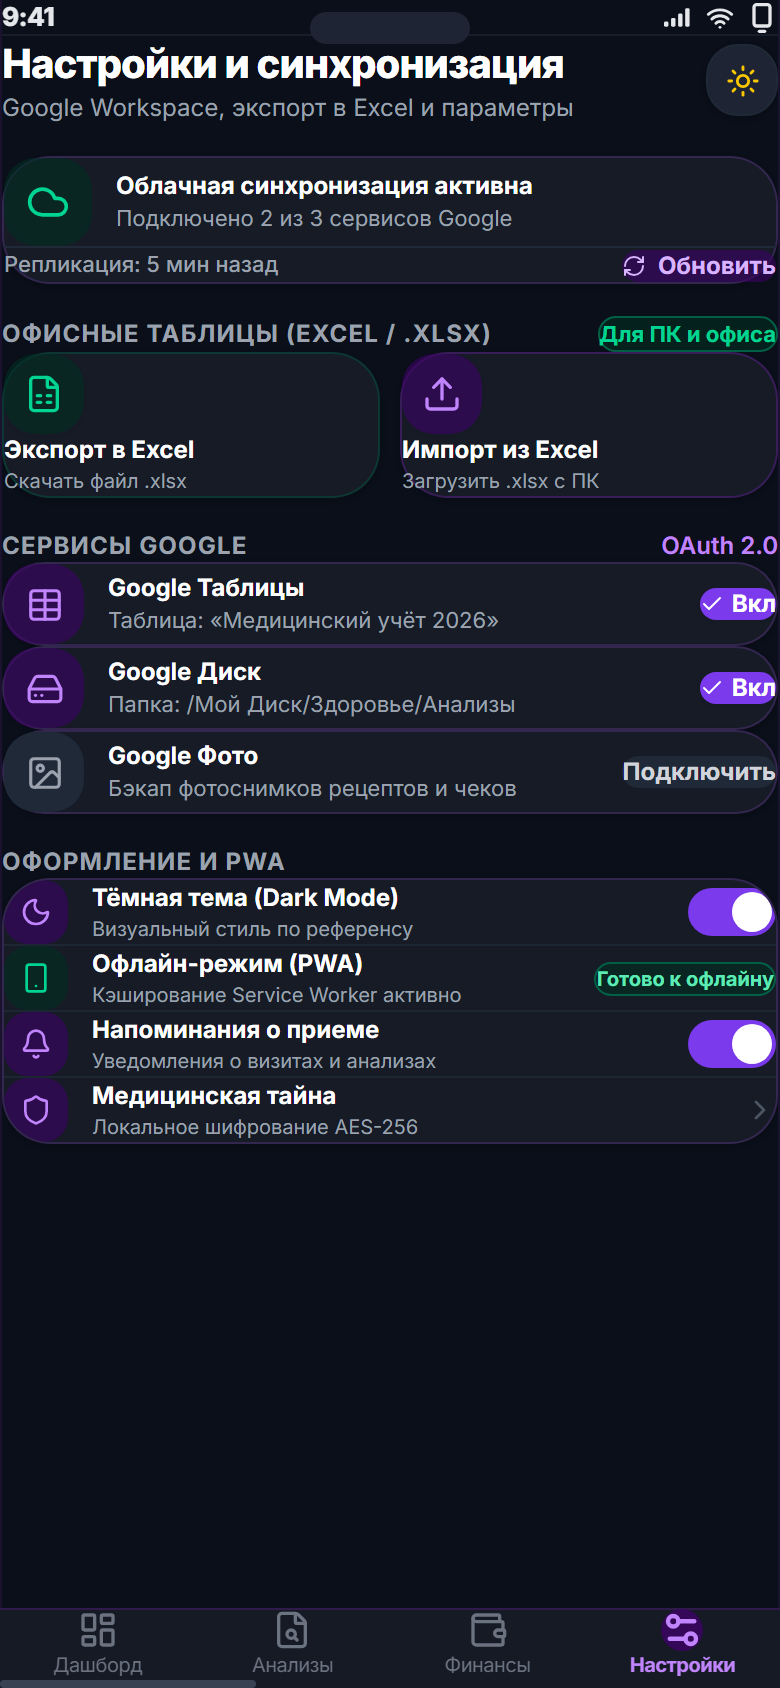 9:41
Настройки и синхронизация
Google Workspace, экспорт в Excel и параметры
Облачная синхронизация активна
Подключено 2 из 3 сервисов Google
Репликация: 5 мин назад
Обновить
ОФИСНЫЕ ТАБЛИЦЫ (EXCEL / .XLSX)
Для ПК и офиса
Экспорт в Excel
Скачать файл .xlsx
Импорт из Excel
Загрузить .xlsx с ПК
СЕРВИСЫ GOOGLE
OAuth 2.0
Google Таблицы
Таблица: «Медицинский учёт 2026»
Вкл
Google Диск
Папка: /Мой Диск/Здоровье/Анализы
Вкл
Google Фото
Бэкап фотоснимков рецептов и чеков
Подключить
ОФОРМЛЕНИЕ И PWA
Тёмная тема (Dark Mode)
Визуальный стиль по референсу
Офлайн-режим (PWA)
Кэширование Service Worker активно
Готово к офлайну
Напоминания о приеме
Уведомления о визитах и анализах
Медицинская тайна
Локальное шифрование AES-256
Дашборд
Анализы
Финансы
Настройки